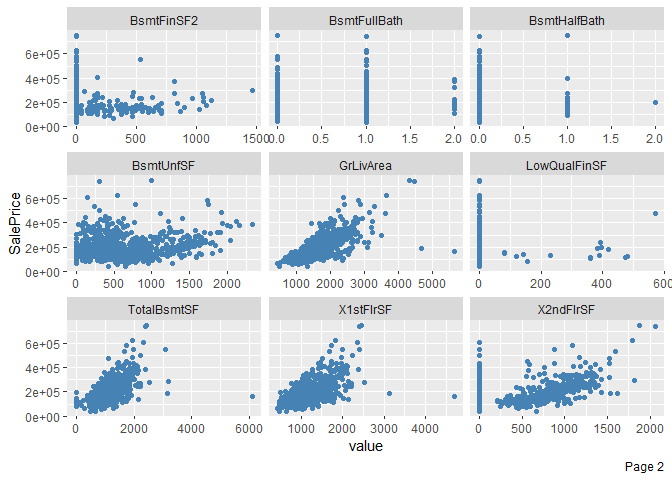 BsmtFinSF2 BsmtFullBath BsmtHalfBath
6e+05
4e+05
2e+05
0e+00
0 500 1000 1500 0.0 0.5 1.0 1.5 2.0 0.0 0.5 1.0 1.5 2.0
BsmtUnfSF GrLivArea LowQualFinSF
6e+05
4e+05
2e+05
0e+00
0 500 1000 1500 2000 1000 2000 3000 4000 5000 0 200 400 600
SalePrice
TotalBsmtSF X1stFlrSF X2ndFlrSF
6e+05
4e+05
2e+05
0e+00
0 2000 4000 6000 1000 2000 3000 4000 0 500 1000 1500 2000
value
Page 2